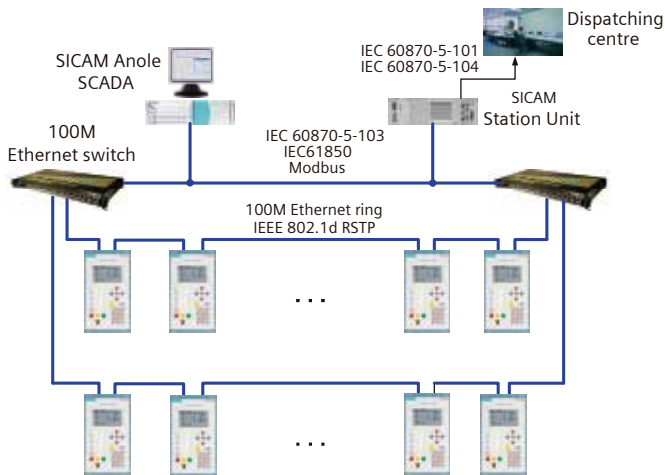 Dispatching
centre
IEC 60870-5-101
IEC 60870-5-104
SICAM Anole
SCADA
SICAM
Station Unit
100M
Ethernet switch
IEC 60870-5-103
IEC61850
Modbus
100M Ethernet ring
IEEE 802.1d RSTP
...
...